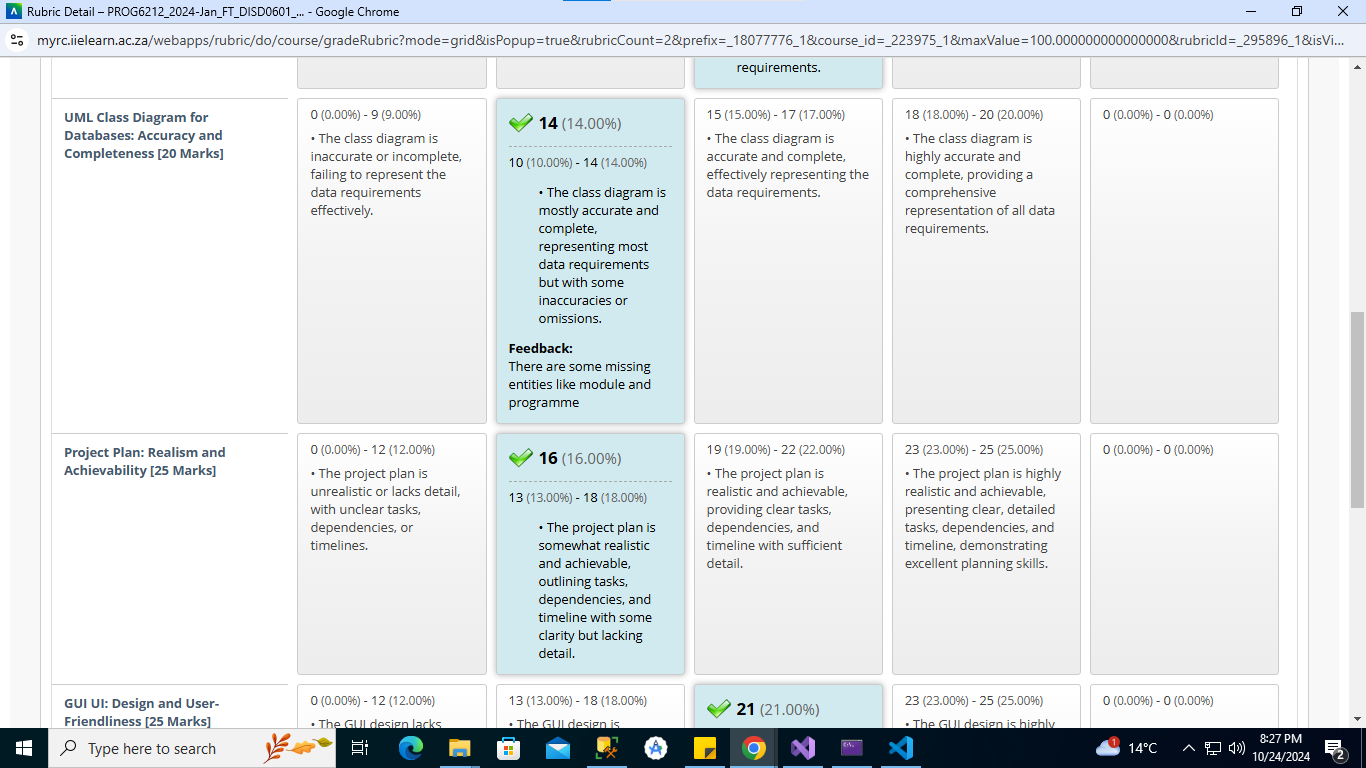 Rubric Detail – PROG6212_2024-Jan_FT_DISD0601_... - Google Chrome
myrc.iielearn.ac.za/webapps/rubric/do/course/gradeRubric?mode=grid&isPopup=true&rubricCount=2&prefix=_18077776_1&course_id=_223975_1&maxValue=100.000000000000000&rubricId=_295896_1&isVi...
requirements.
UML Class Diagram for
Databases: Accuracy and
Completeness [20 Marks]
0 (0.00%) - 9 (9.00%)
• The class diagram is
inaccurate or incomplete,
failing to represent the
data requirements
effectively.
14 (14.00%)
10 (10.00%) - 14 (14.00%)
• The class diagram is
mostly accurate and
complete,
representing most
data requirements
but with some
inaccuracies or
omissions.
Feedback:
There are some missing
entities like module and
programme
15 (15.00%) - 17 (17.00%)
• The class diagram is
accurate and complete,
effectively representing the
data requirements.
18 (18.00%) - 20 (20.00%)
• The class diagram is
highly accurate and
complete, providing a
comprehensive
representation of all data
requirements.
0 (0.00%) - 0 (0.00%)
Project Plan: Realism and
Achievability [25 Marks]
0 (0.00%) - 12 (12.00%)
• The project plan is
unrealistic or lacks detail,
with unclear tasks,
dependencies, or
timelines.
16 (16.00%)
13 (13.00%) - 18 (18.00%)
• The project plan is
somewhat realistic
and achievable,
outlining tasks,
dependencies, and
timeline with some
clarity but lacking
detail.
19 (19.00%) - 22 (22.00%)
• The project plan is
realistic and achievable,
providing clear tasks,
dependencies, and
timeline with sufficient
detail.
23 (23.00%) - 25 (25.00%)
• The project plan is highly
realistic and achievable,
presenting clear, detailed
tasks, dependencies, and
timeline, demonstrating
excellent planning skills.
0 (0.00%) - 0 (0.00%)
GUI UI: Design and User-
Friendliness [25 Marks]
0 (0.00%) - 12 (12.00%)
• The GUI design lacks
13 (13.00%) - 18 (18.00%)
• The GUI design is
21 (21.00%)
23 (23.00%) - 25 (25.00%)
• The GUI design is highly
0 (0.00%) - 0 (0.00%)
Type here to search
1
14°C
8:27 PM
10/24/2024
2